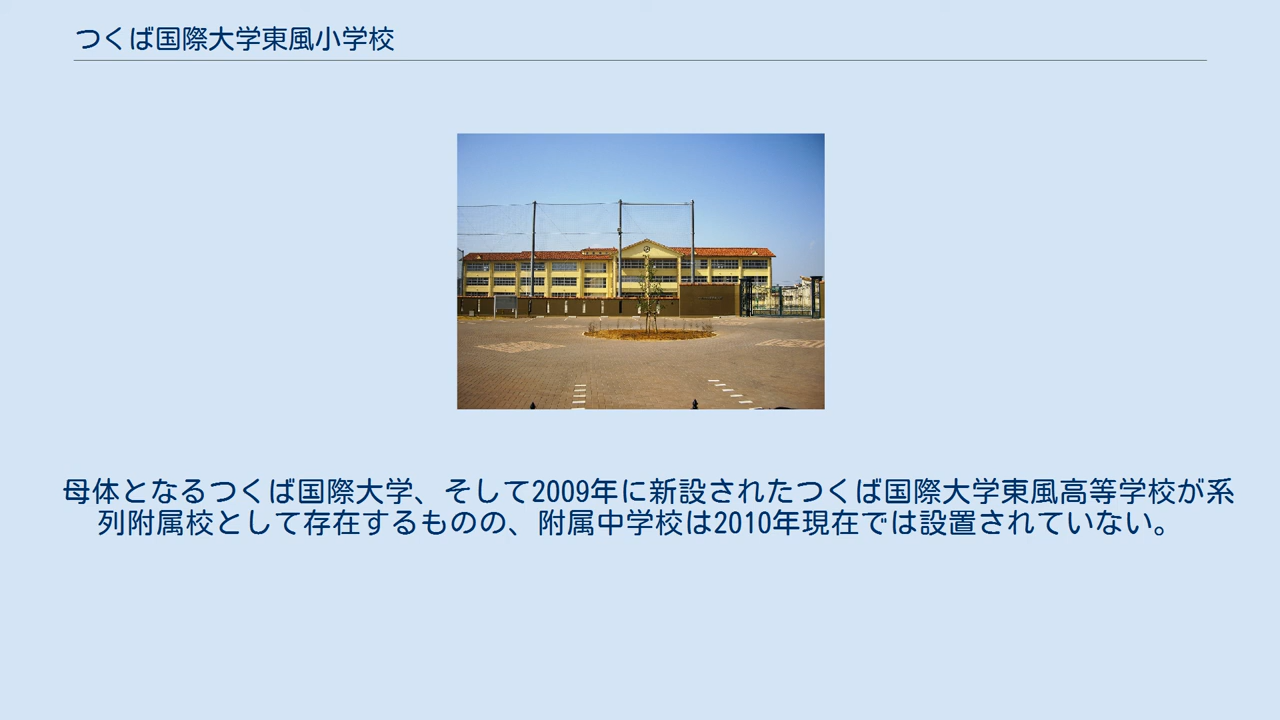 つくば国際大学東風小学校
母体となるつくば国際大学、そして2009年に新設されたつくば国際大学東風高等学校が系
列附属校として存在するものの、附属中学校は2010年現在では設置されていない。